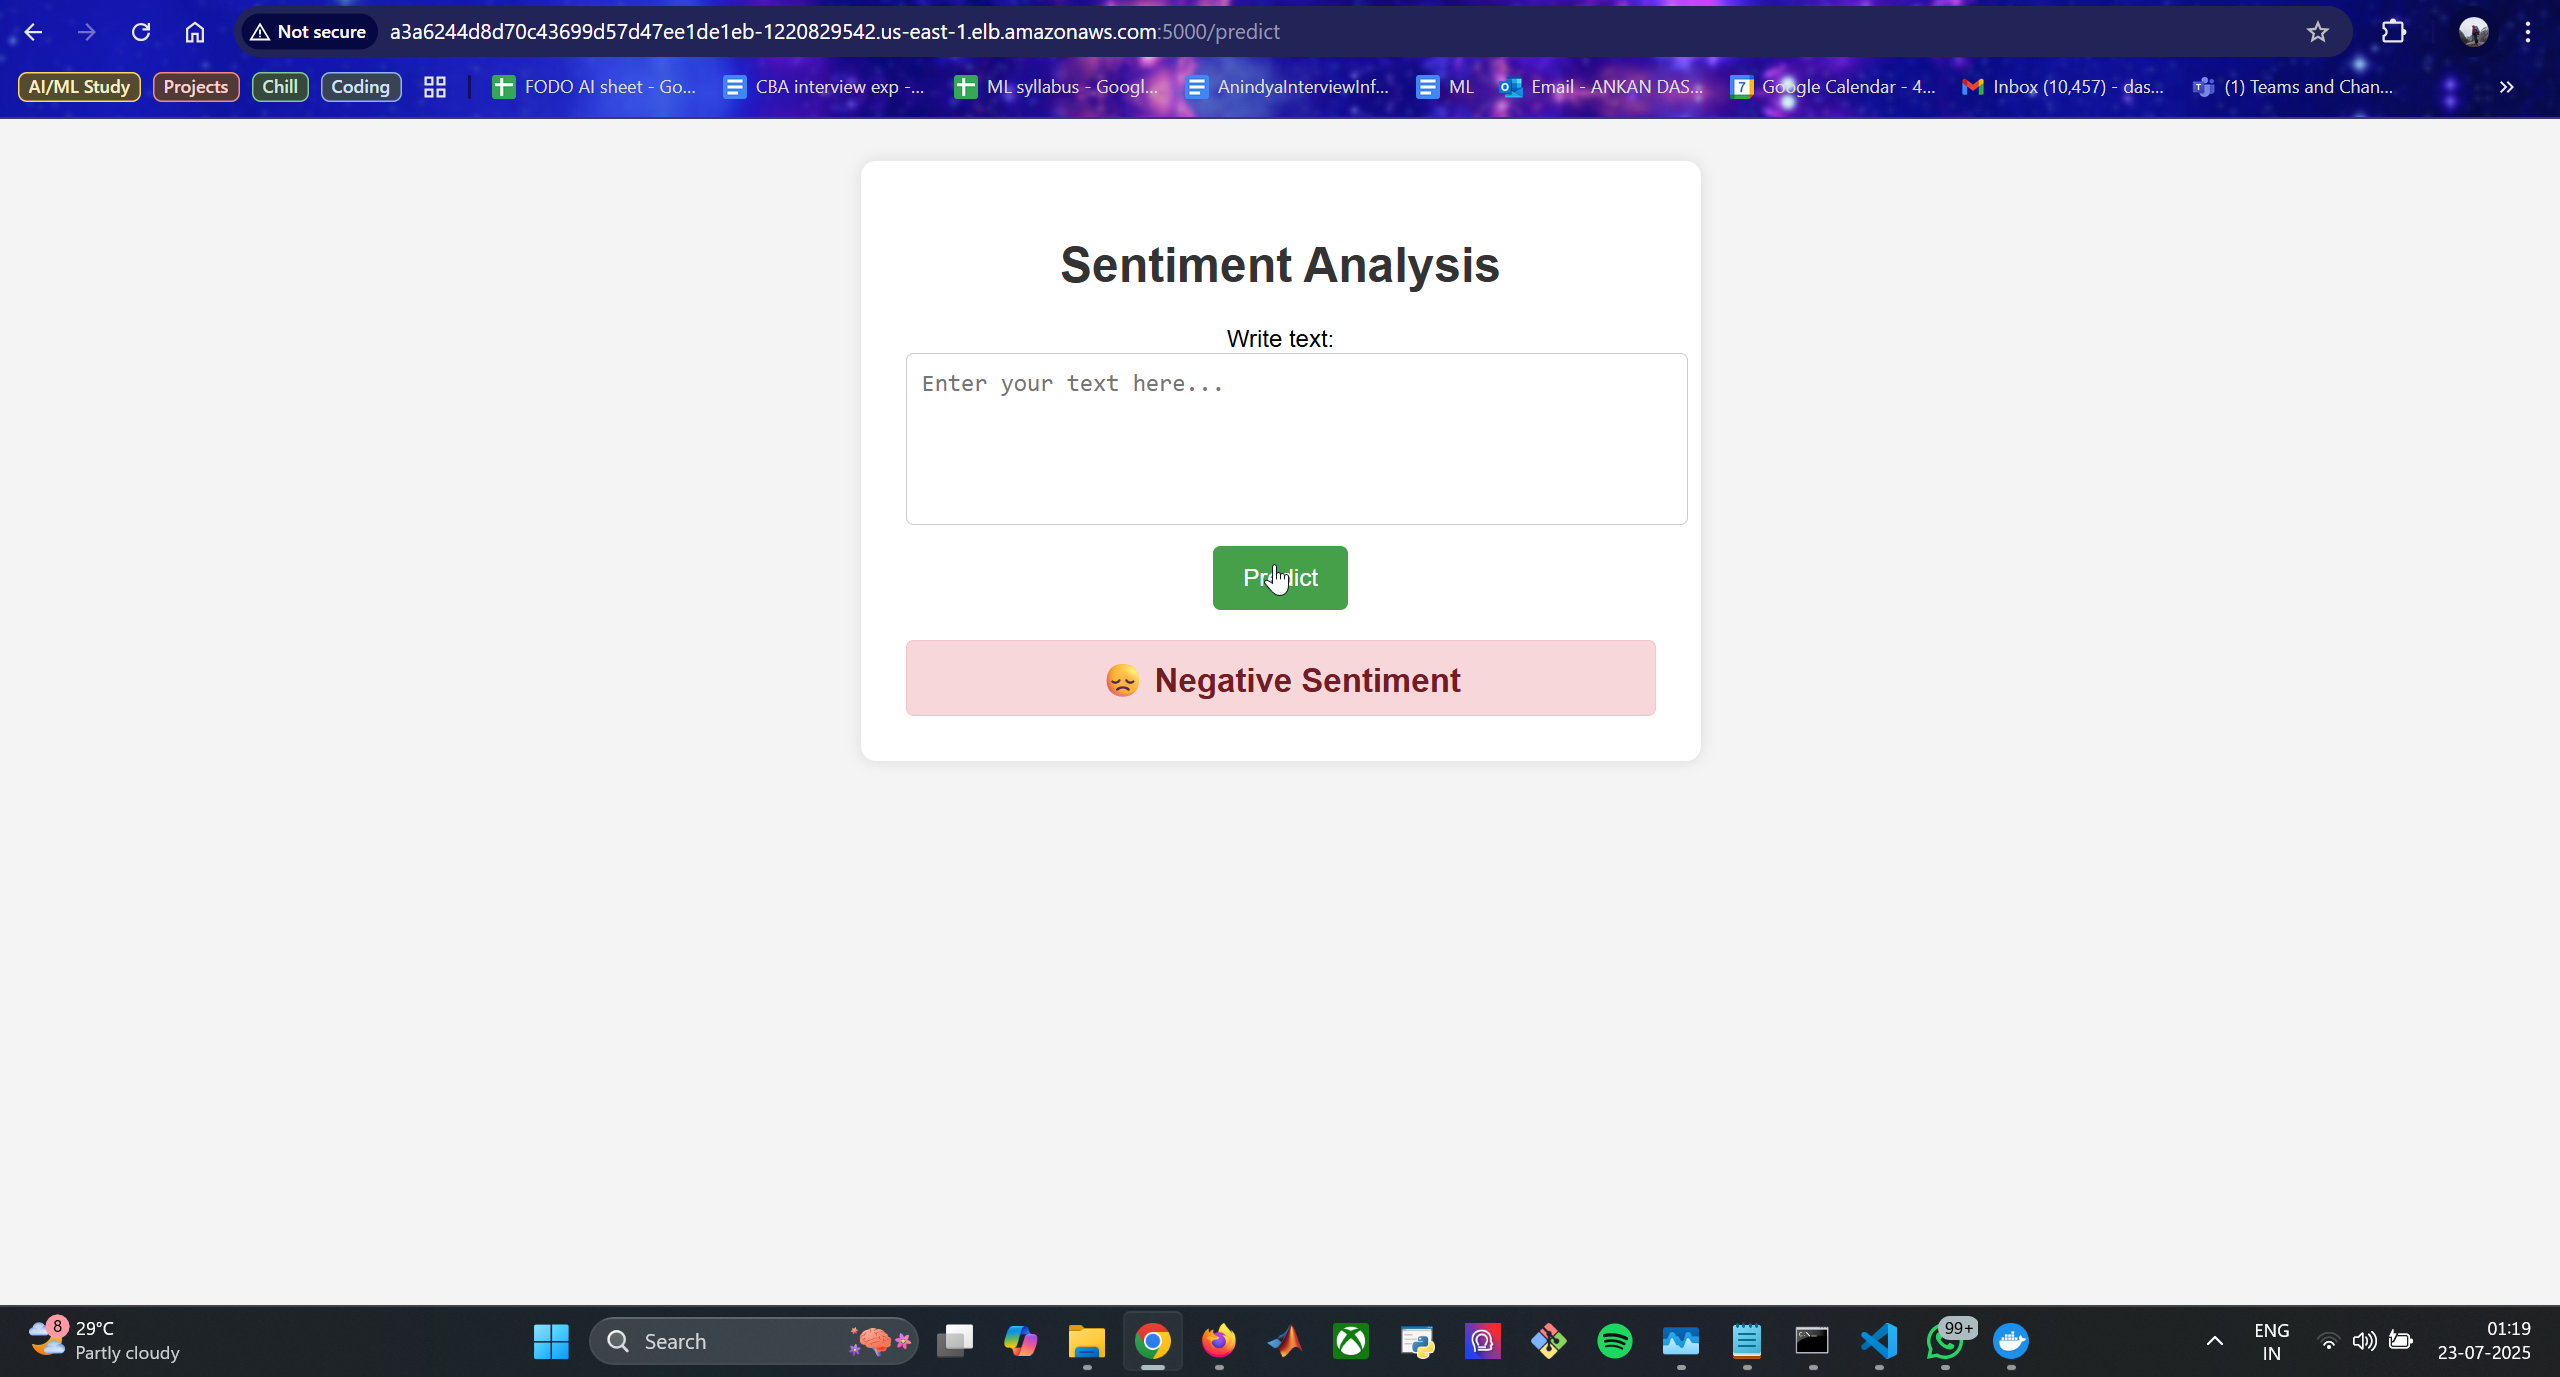 Not secure a3a6244d8d70c43699d57d47ee1de1eb-1220829542.us-east-1.elb.amazonaws.com:5000/predict
AI/ML Study Projects Chill Coding FODO AI sheet - Go... CBA interview exp -... ML syllabus - Googl... AnindyaInterviewInf... ML Email - ANKAN DAS... Google Calendar - 4... Inbox (10,457) - das... (1) Teams and Chan...
Sentiment Analysis
Write text:
Enter your text here...
Predict
😞 Negative Sentiment
8 29°C
Partly cloudy
Search
99+
ENG
IN
01:19
23-07-2025